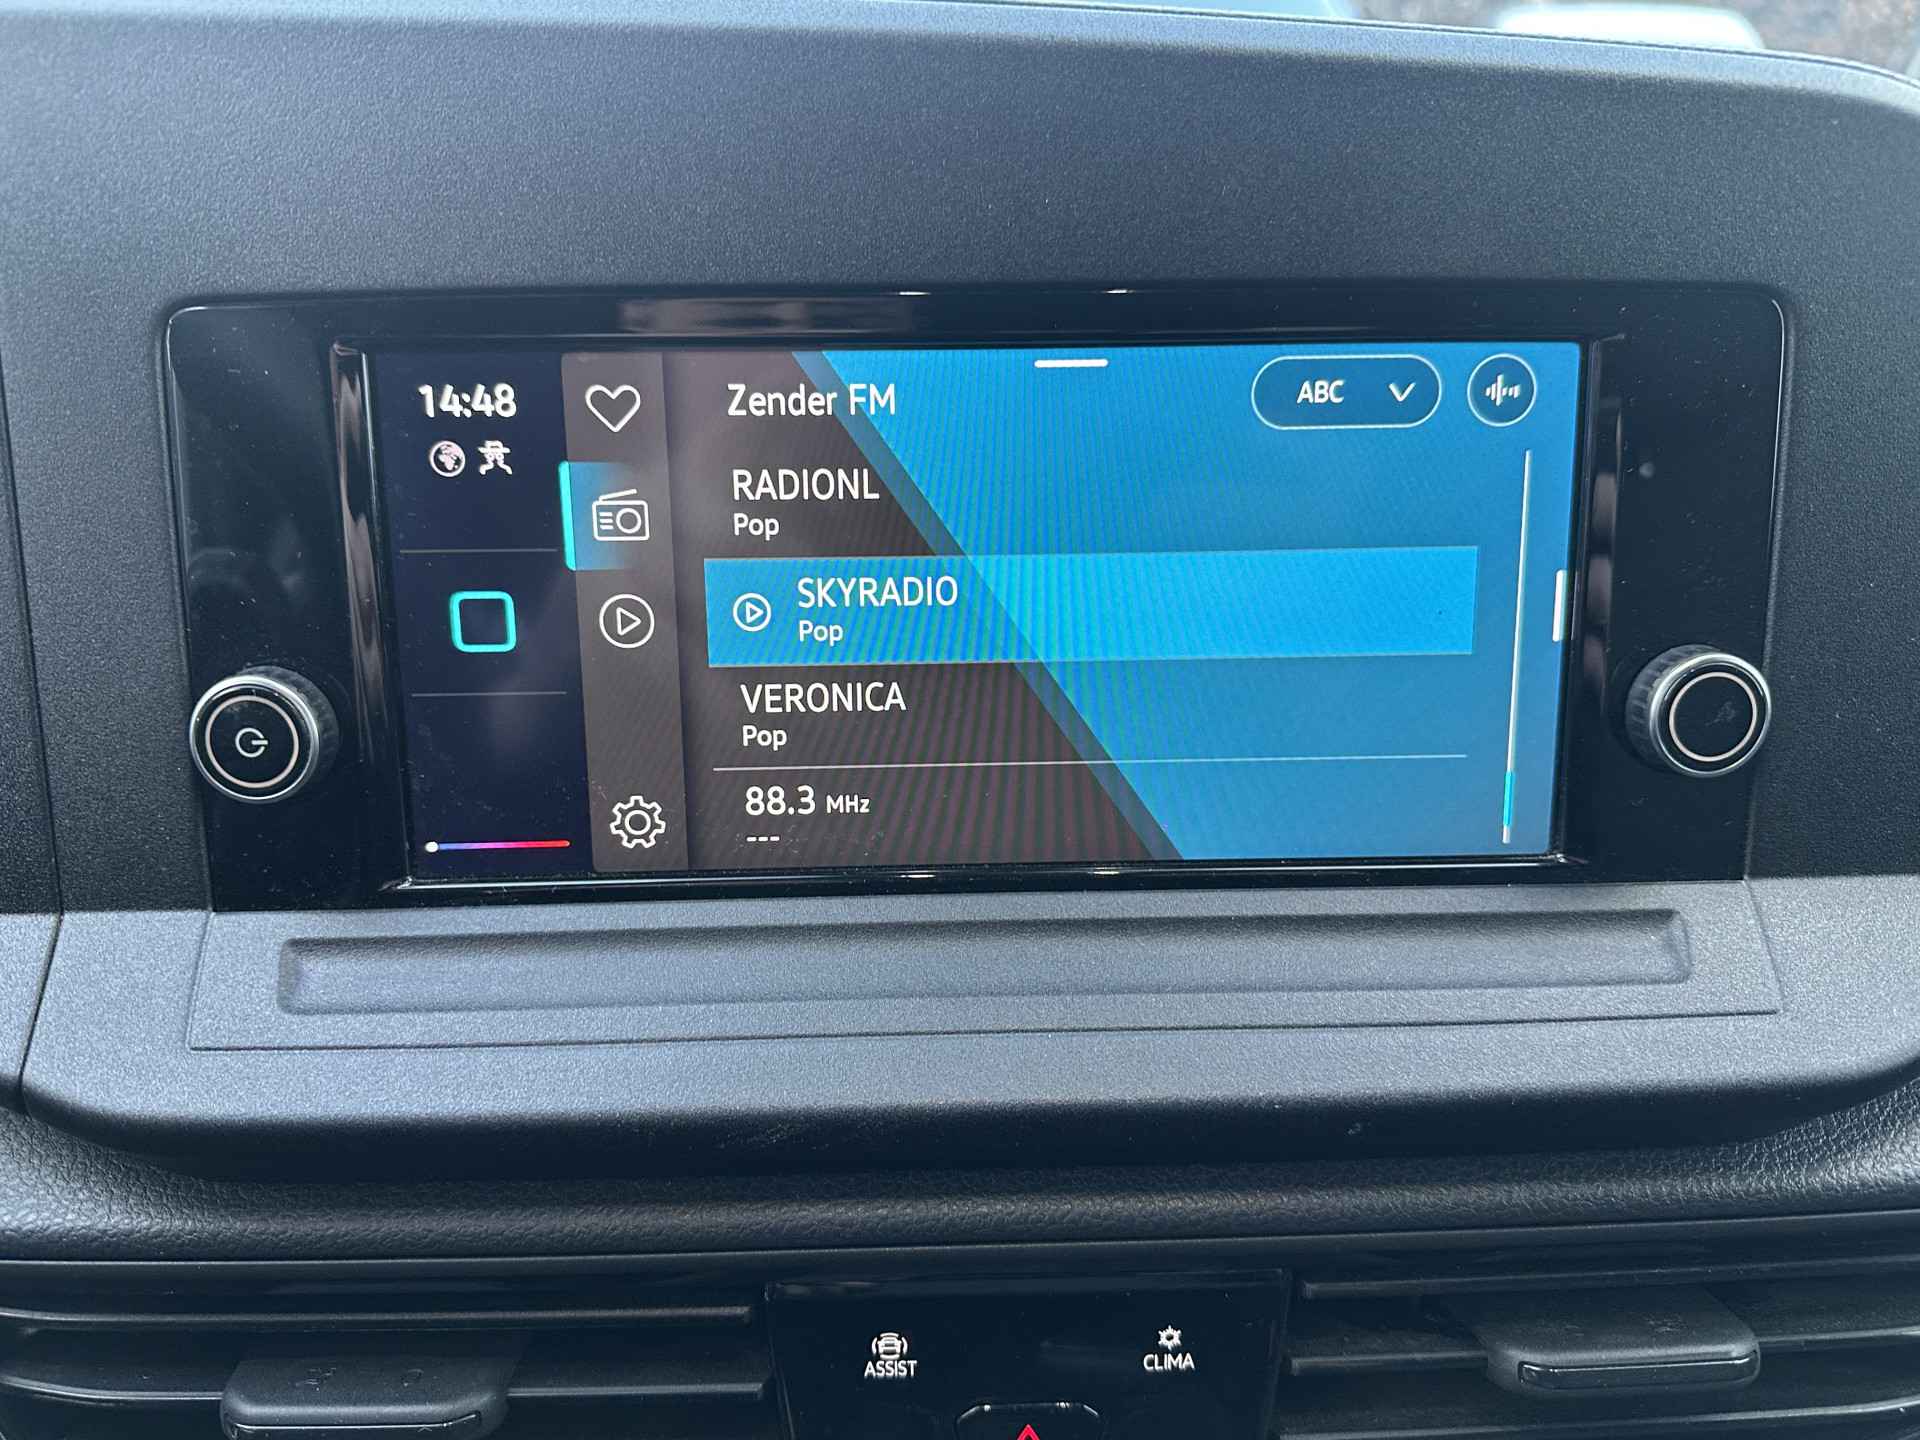 14:48
Zender FM
ABC
RADIONL
Pop
SKYRADIO
Pop
VERONICA
Pop
88.3 MHz
---
ASSIST
CLIMA